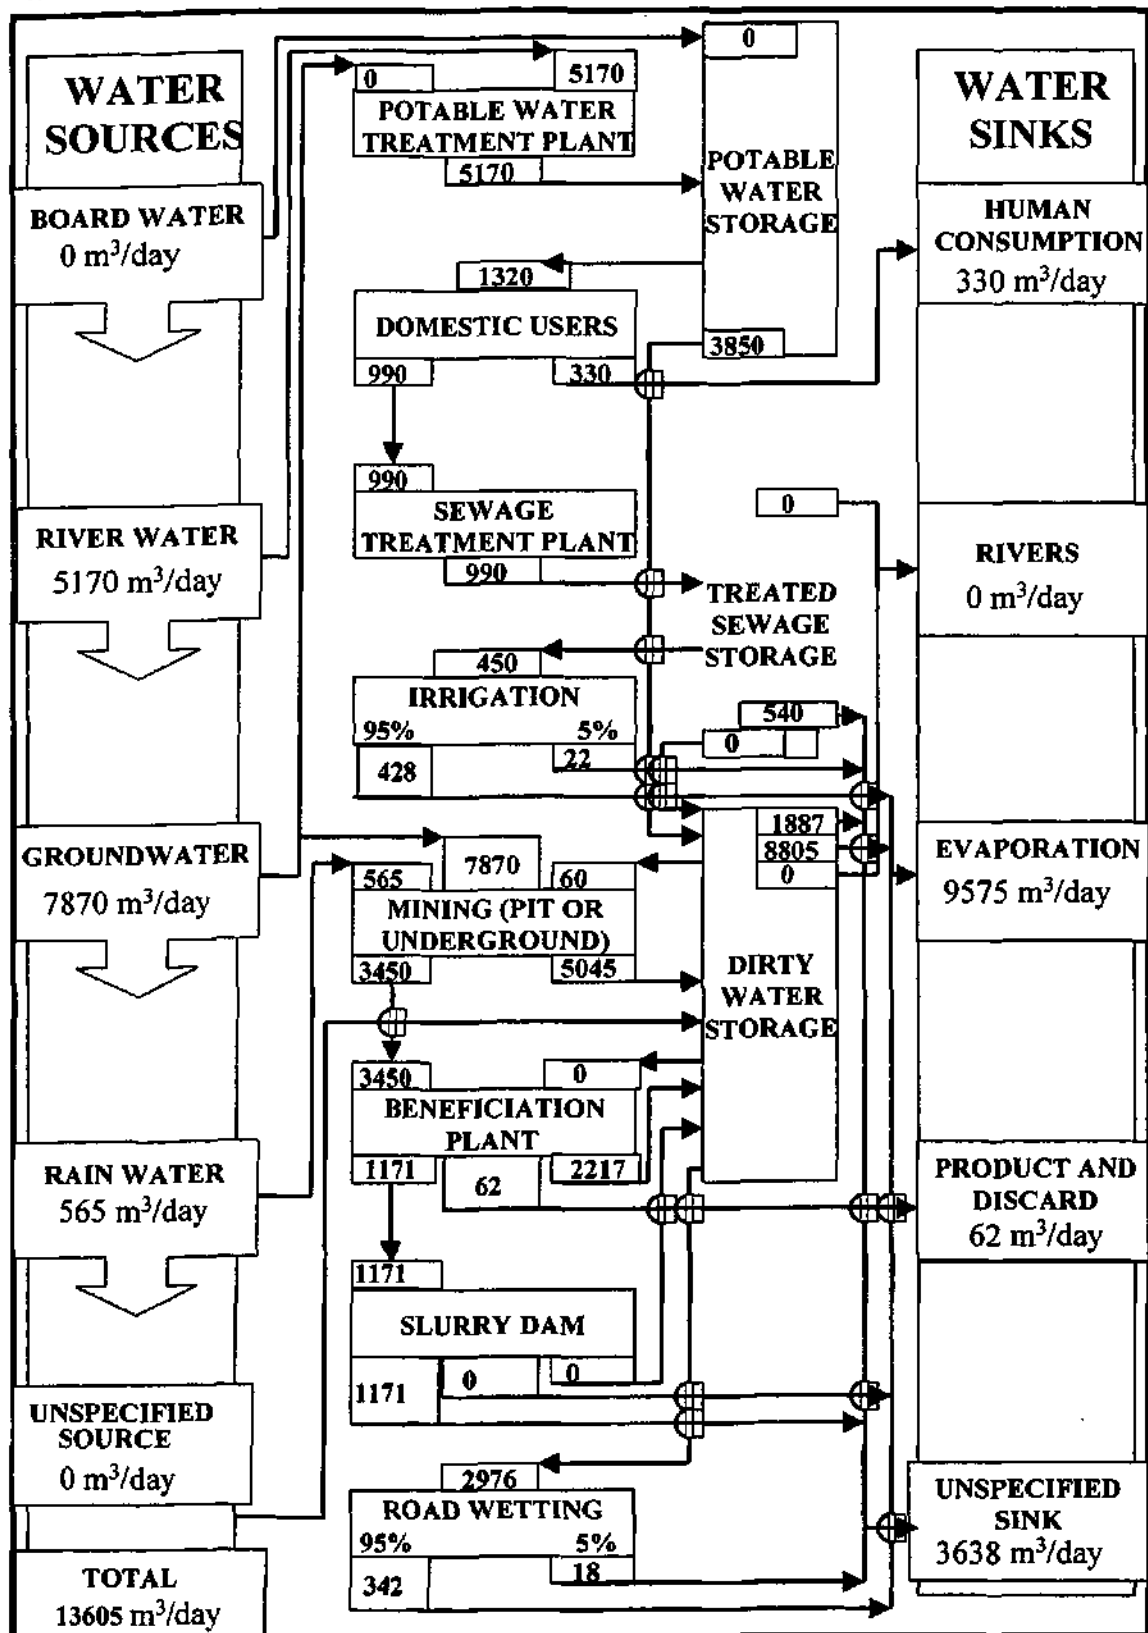 WATER
SOURCES
BOARD WATER
0 m³/day
RIVER WATER
5170 m³/day
GROUNDWATER
7870 m³/day
RAIN WATER
565 m³/day
UNSPECIFIED
SOURCE
0 m³/day
TOTAL
13605 m³/day
0
5170
POTABLE WATER
TREATMENT PLANT
5170
1320
DOMESTIC USERS
990
330
990
SEWAGE
TREATMENT PLANT
990
450
IRRIGATION
95%
5%
428
22
7870
565
60
MINING (PIT OR
UNDERGROUND)
3450
5045
3450
0
BENEFICIATION
PLANT
1171
62
2217
1171
SLURRY DAM
1171
0
0
2976
ROAD WETTING
95%
5%
342
18
0
POTABLE
WATER
STORAGE
3850
0
TREATED
SEWAGE
STORAGE
540
0
1887
8805
0
DIRTY
WATER
STORAGE
WATER
SINKS
HUMAN
CONSUMPTION
330 m³/day
RIVERS
0 m³/day
EVAPORATION
9575 m³/day
PRODUCT AND
DISCARD
62 m³/day
UNSPECIFIED
SINK
3638 m³/day